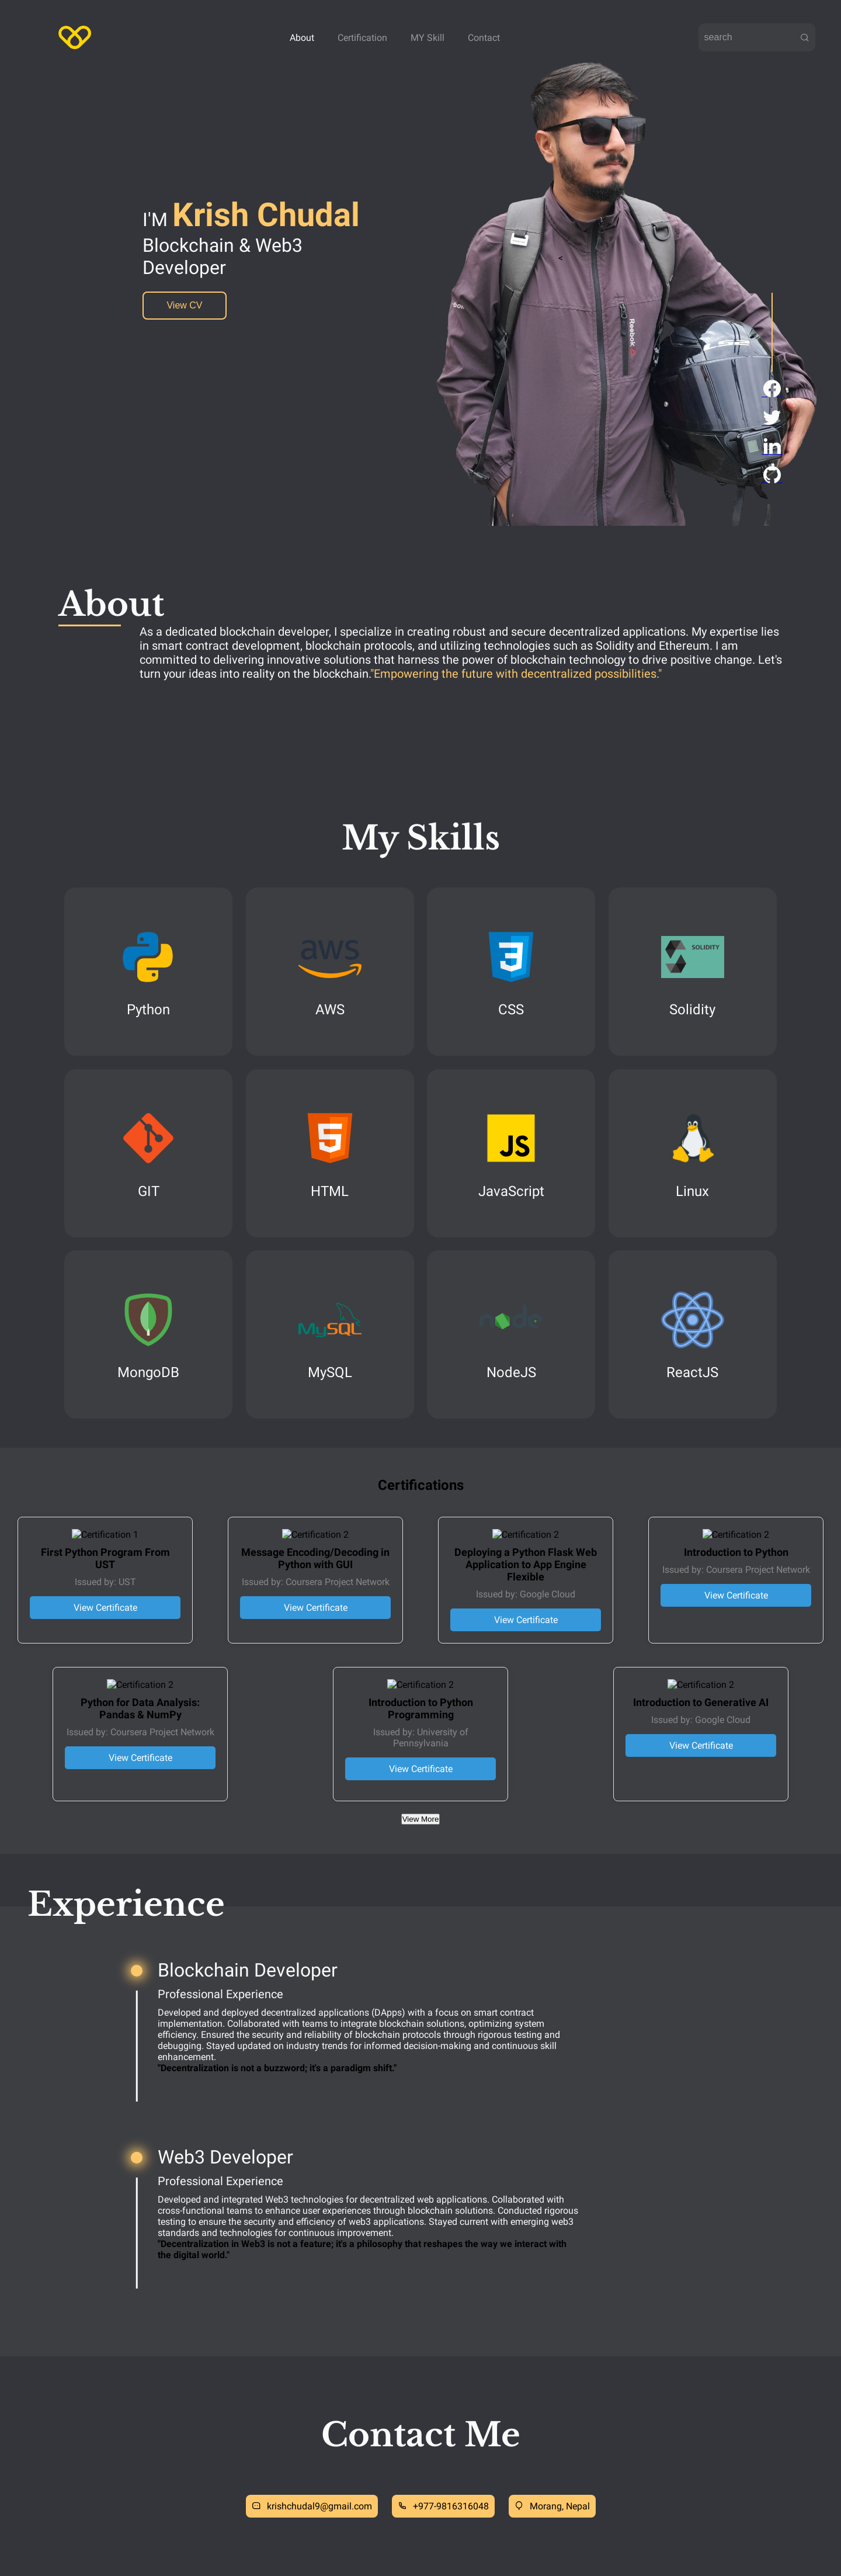 About Certification MY Skill Contact search
I'M Krish Chudal
Blockchain & Web3
Developer
View CV
<
Reebok
About
As a dedicated blockchain developer, I specialize in creating robust and secure decentralized applications. My expertise lies
in smart contract development, blockchain protocols, and utilizing technologies such as Solidity and Ethereum. I am
committed to delivering innovative solutions that harness the power of blockchain technology to drive positive change. Let's
turn your ideas into reality on the blockchain."Empowering the future with decentralized possibilities."
My Skills
aws SOLIDITY
Python AWS CSS Solidity
JS
GIT HTML JavaScript Linux
MySQL node
MongoDB MySQL NodeJS ReactJS
Certifications
Certification 1
First Python Program From
UST
Issued by: UST
View Certificate
Certification 2
Message Encoding/Decoding in
Python with GUI
Issued by: Coursera Project Network
View Certificate
Certification 2
Deploying a Python Flask Web
Application to App Engine
Flexible
Issued by: Google Cloud
View Certificate
Certification 2
Introduction to Python
Issued by: Coursera Project Network
View Certificate
Certification 2
Python for Data Analysis:
Pandas & NumPy
Issued by: Coursera Project Network
View Certificate
Certification 2
Introduction to Python
Programming
Issued by: University of
Pennsylvania
View Certificate
Certification 2
Introduction to Generative AI
Issued by: Google Cloud
View Certificate
View More
Experience
Blockchain Developer
Professional Experience
Developed and deployed decentralized applications (DApps) with a focus on smart contract
implementation. Collaborated with teams to integrate blockchain solutions, optimizing system
efficiency. Ensured the security and reliability of blockchain protocols through rigorous testing and
debugging. Stayed updated on industry trends for informed decision-making and continuous skill
enhancement.
"Decentralization is not a buzzword; it's a paradigm shift."
Web3 Developer
Professional Experience
Developed and integrated Web3 technologies for decentralized web applications. Collaborated with
cross-functional teams to enhance user experiences through blockchain solutions. Conducted rigorous
testing to ensure the security and efficiency of web3 applications. Stayed current with emerging web3
standards and technologies for continuous improvement.
"Decentralization in Web3 is not a feature; it's a philosophy that reshapes the way we interact with
the digital world."
Contact Me
krishchudal9@gmail.com +977-9816316048 Morang, Nepal